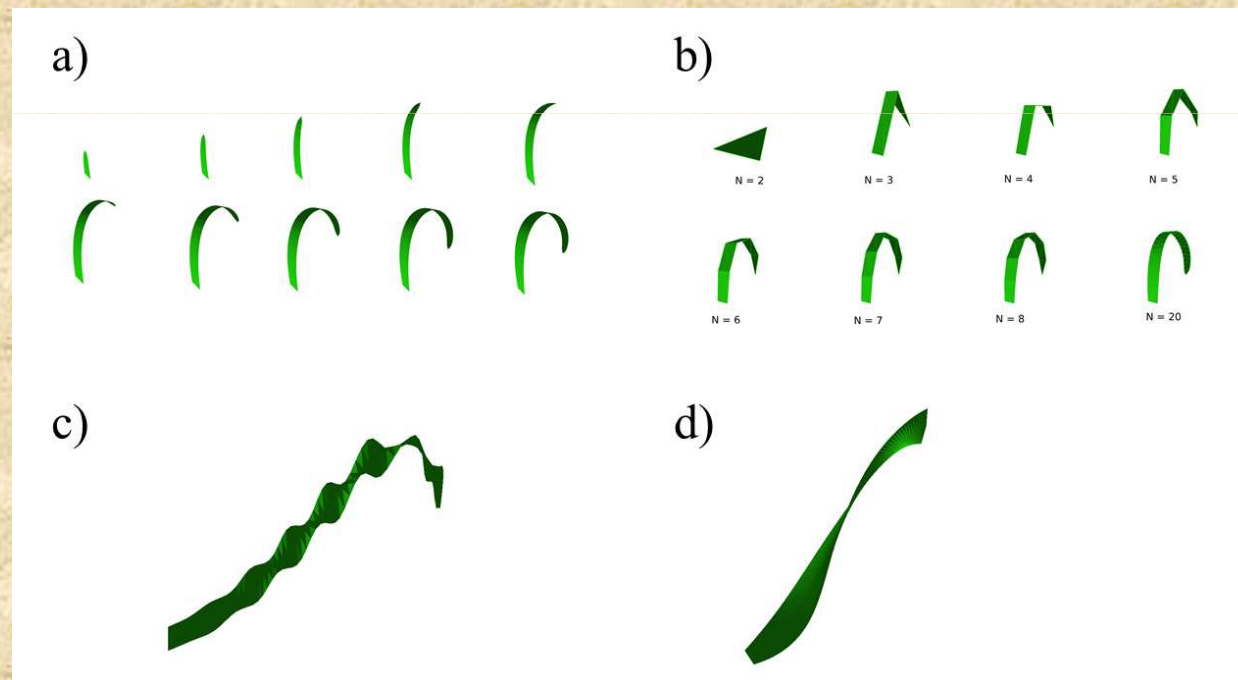 a)
b)
N = 2
N = 3
N = 4
N = 5
N = 6
N = 7
N = 8
N = 20
c)
d)